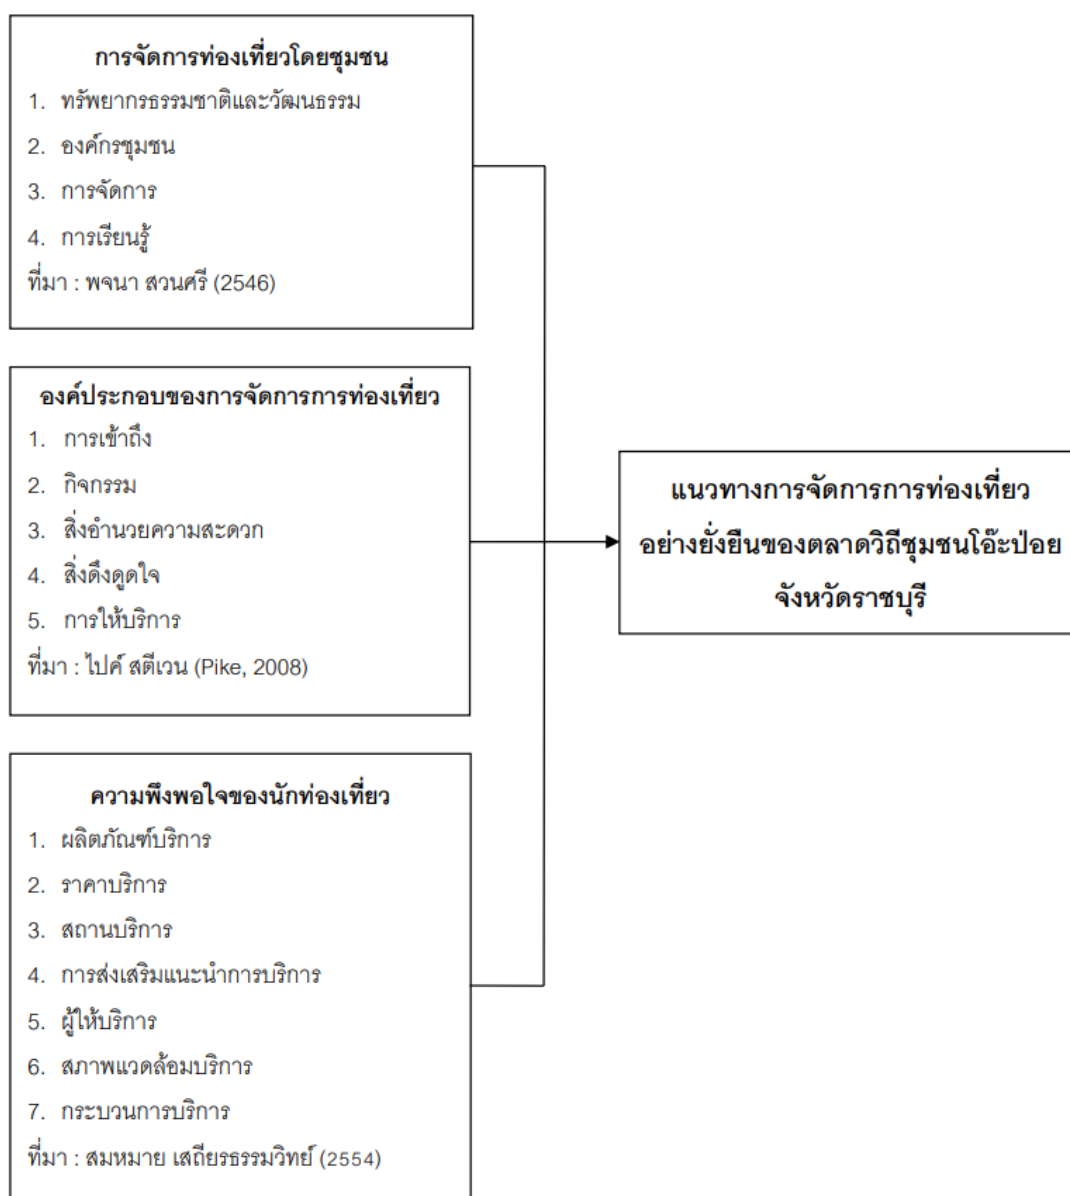 การจัดการท่องเที่ยวโดยชุมชน
1. ทรัพยากรธรรมชาติและวัฒนธรรม
2. องค์กรชุมชน
3. การจัดการ
4. การเรียนรู้
ที่มา : พจนา สวนศรี (2546)
องค์ประกอบของการจัดการการท่องเที่ยว
1. การเข้าถึง
2. กิจกรรม
3. สิ่งอำนวยความสะดวก
4. สิ่งดึงดูดใจ
5. การให้บริการ
ที่มา : ไปค์ สตีเวน (Pike, 2008)
ความพึงพอใจของนักท่องเที่ยว
1. ผลิตภัณฑ์บริการ
2. ราคาบริการ
3. สถานบริการ
4. การส่งเสริมแนะนำการบริการ
5. ผู้ให้บริการ
6. สภาพแวดล้อมบริการ
7. กระบวนการบริการ
ที่มา : สมหมาย เสถียรธรรมวิทย์ (2554)
แนวทางการจัดการการท่องเที่ยว
อย่างยั่งยืนของตลาดวิถีชุมชนโอ๊ะป่อย
จังหวัดราชบุรี